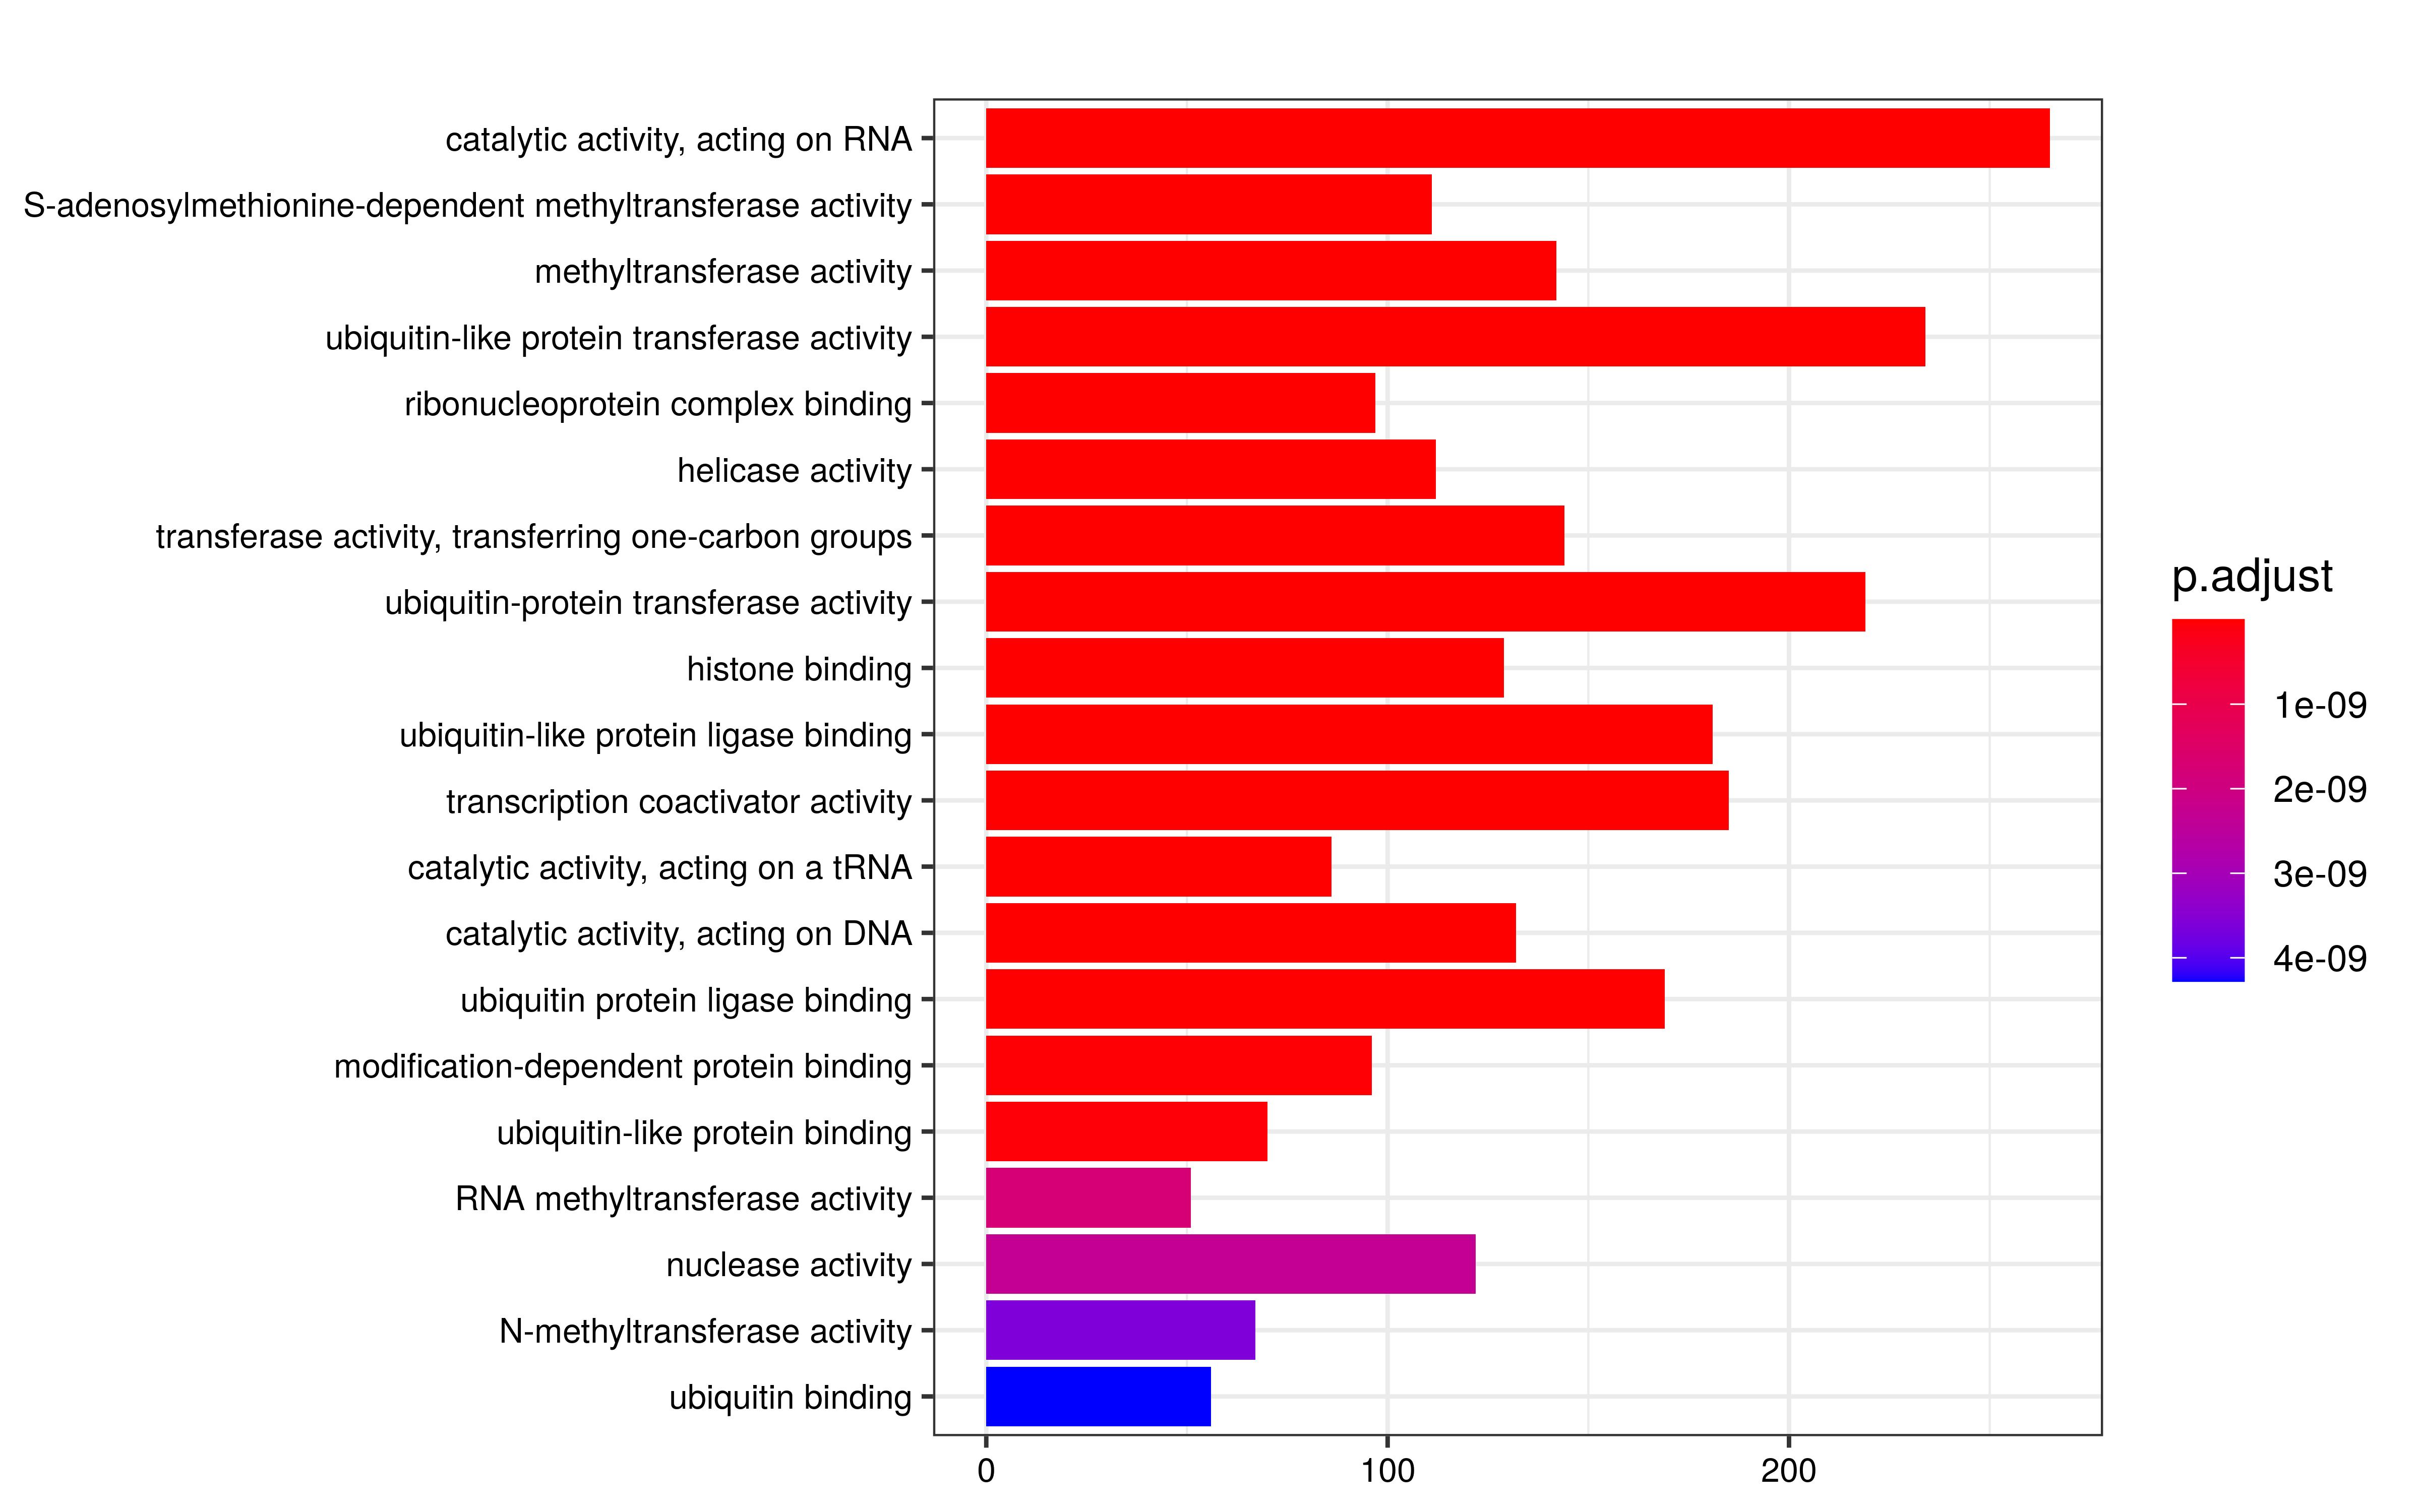 catalytic activity, acting on RNA
S-adenosylmethionine-dependent methyltransferase activity
methyltransferase activity
ubiquitin-like protein transferase activity
ribonucleoprotein complex binding
helicase activity
transferase activity, transferring one-carbon groups
ubiquitin-protein transferase activity
histone binding
ubiquitin-like protein ligase binding
transcription coactivator activity
catalytic activity, acting on a tRNA
catalytic activity, acting on DNA
ubiquitin protein ligase binding
modification-dependent protein binding
ubiquitin-like protein binding
RNA methyltransferase activity
nuclease activity
N-methyltransferase activity
ubiquitin binding
0 100 200
p.adjust
1e-09
2e-09
3e-09
4e-09